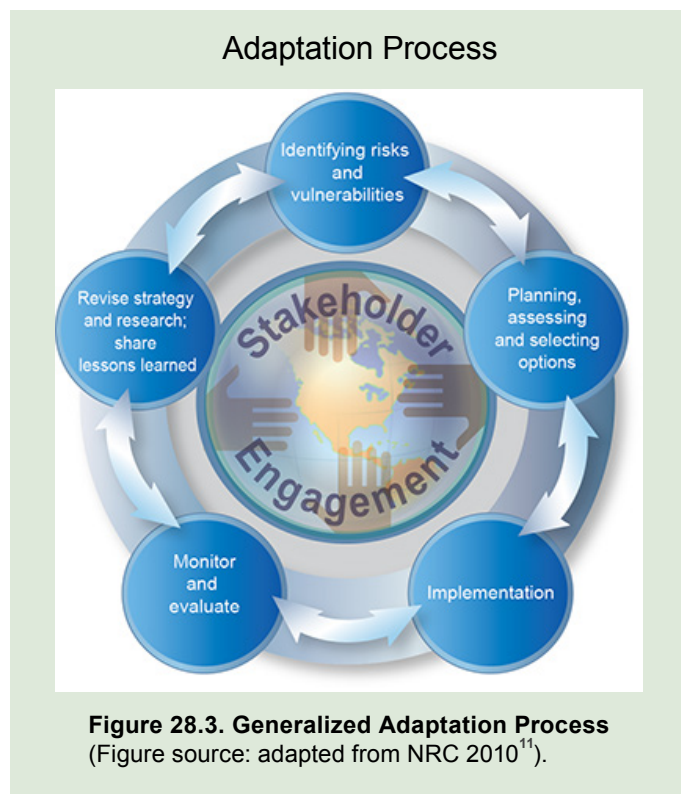 Adaptation Process
Identifying risks
and
vulnerabilities
Planning,
assessing
and selecting
options
Implementation
Monitor
and
evaluate
Revise strategy
and research;
share
lessons learned
Stakeholder
Engagement
Figure 28.3. Generalized Adaptation Process
(Figure source: adapted from NRC 2010¹¹).